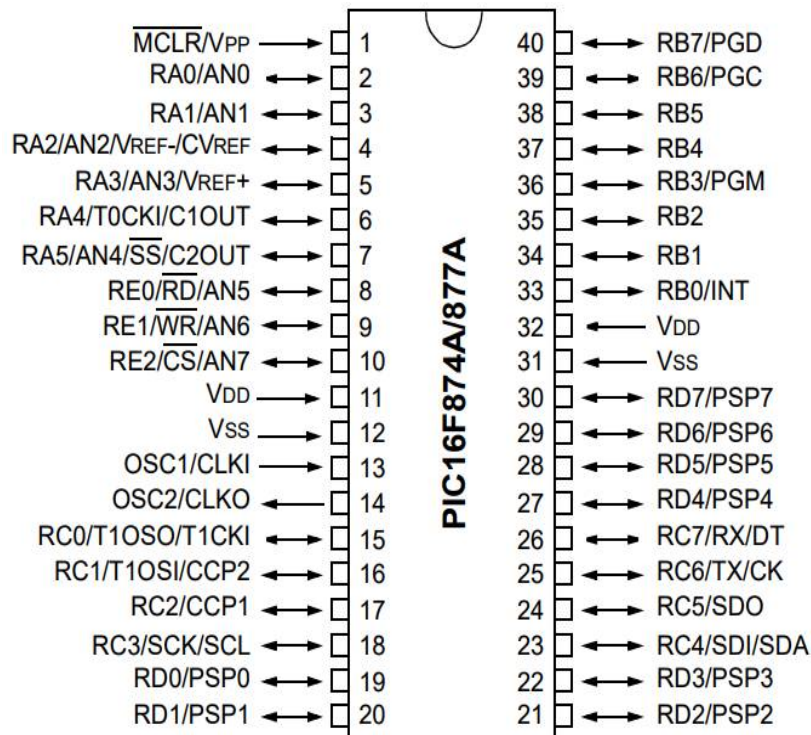 MCLR/VPP 1 40 RB7/PGD
RA0/AN0 2 39 RB6/PGC
RA1/AN1 3 38 RB5
RA2/AN2/VREF-/CVREF 4 37 RB4
RA3/AN3/VREF+ 5 36 RB3/PGM
RA4/T0CKI/C1OUT 6 35 RB2
RA5/AN4/SS/C2OUT 7 34 RB1
RE0/RD/AN5 8 33 RB0/INT
RE1/WR/AN6 9 32 VDD
RE2/CS/AN7 10 31 VSS
VDD 11 30 RD7/PSP7
VSS 12 29 RD6/PSP6
OSC1/CLKI 13 28 RD5/PSP5
OSC2/CLKO 14 27 RD4/PSP4
RC0/T1OSO/T1CKI 15 26 RC7/RX/DT
RC1/T1OSI/CCP2 16 25 RC6/TX/CK
RC2/CCP1 17 24 RC5/SDO
RC3/SCK/SCL 18 23 RC4/SDI/SDA
RD0/PSP0 19 22 RD3/PSP3
RD1/PSP1 20 21 RD2/PSP2
PIC16F874A/877A